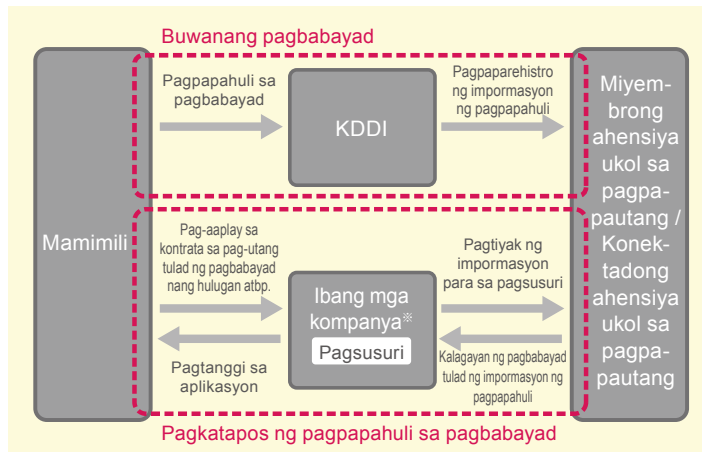 Buwanang pagbabayad
Pagpapahuli sa
pagbabayad
KDDI
Pagpaparehistro
ng impormasyon
ng pagpapahuli
Mamimili
Miyem-
brong
ahensiya
ukol sa
pagpa-
pautang /
Konek-
tadong
ahensiya
ukol sa
pagpa-
pautang
Pag-aaplay sa
kontrata sa pag-utang
tulad ng pagbabayad
nang hulugan atbp.
Pagtanggi sa
aplikasyon
Ibang mga
kompanya※
Pagsusuri
Pagtiyak ng
impormasyon
para sa pagsusuri
Kalagayan ng pagbabayad
tulad ng impormasyon ng
pagpapahuli
Pagkatapos ng pagpapahuli sa pagbabayad